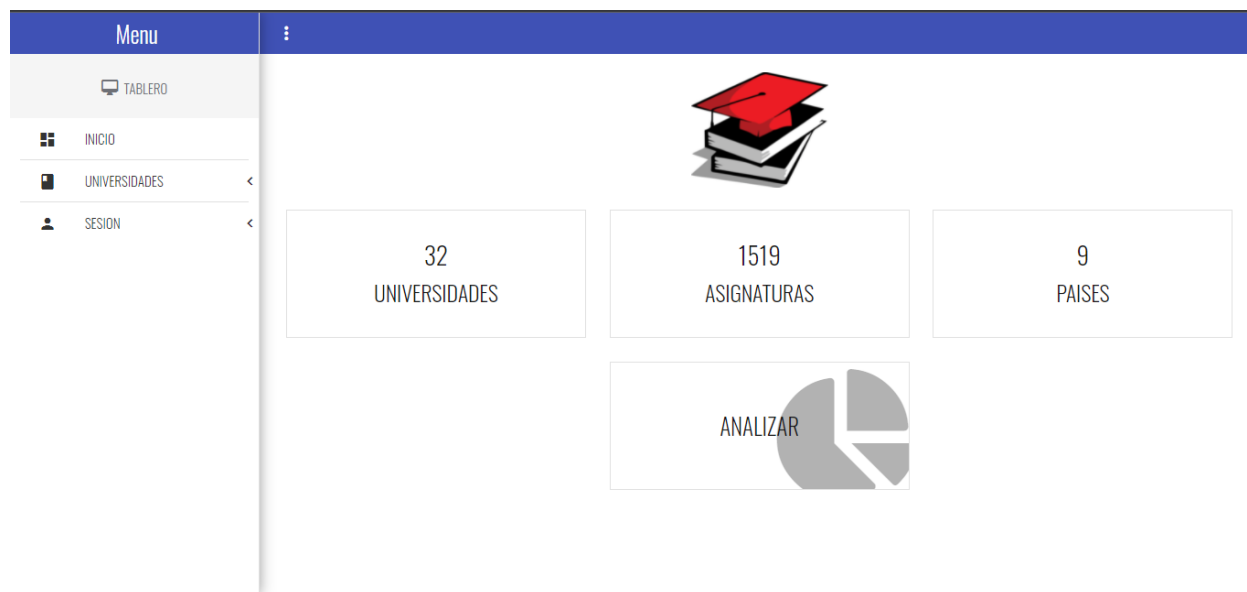 Menu
TABLERO
INICIO
UNIVERSIDADES
SESION
32
UNIVERSIDADES
1519
ASIGNATURAS
9
PAISES
ANALIZAR